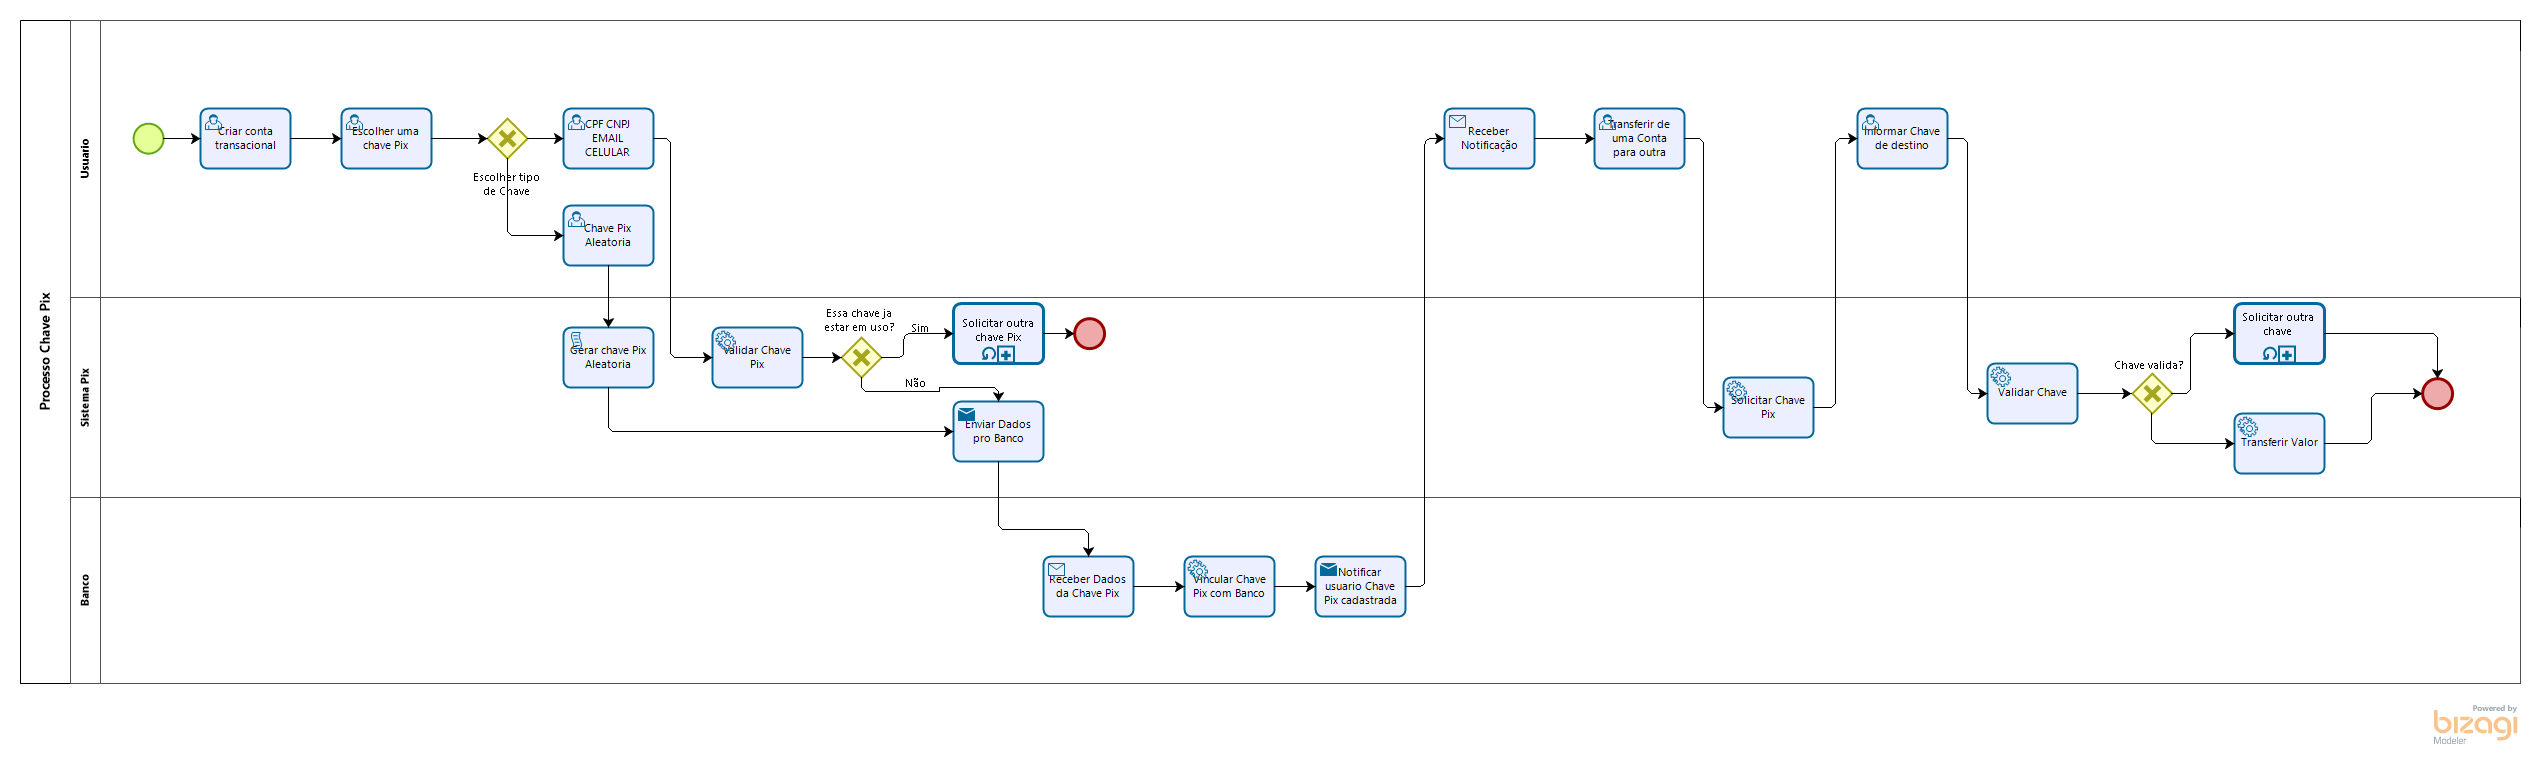 Processo Chave Pix
Usuario
Criar conta
transacional
Escolher uma
chave Pix
Escolher tipo
de Chave
CPF CNPJ
EMAIL
CELULAR
Chave Pix
Aleatoria
Receber
Notificação
Transferir de
uma Conta
para outra
Informar Chave
de destino
Sistema Pix
Gerar chave Pix
Aleatoria
Validar Chave
Pix
Essa chave ja
estar em uso?
Sim
Solicitar outra
chave Pix
Não
Enviar Dados
pro Banco
Solicitar Chave
Pix
Validar Chave
Chave valida?
Solicitar outra
chave
Transferir Valor
Banco
Receber Dados
da Chave Pix
Vincular Chave
Pix com Banco
Notificar
usuario Chave
Pix cadastrada
Powered by
bizagi
Modeler